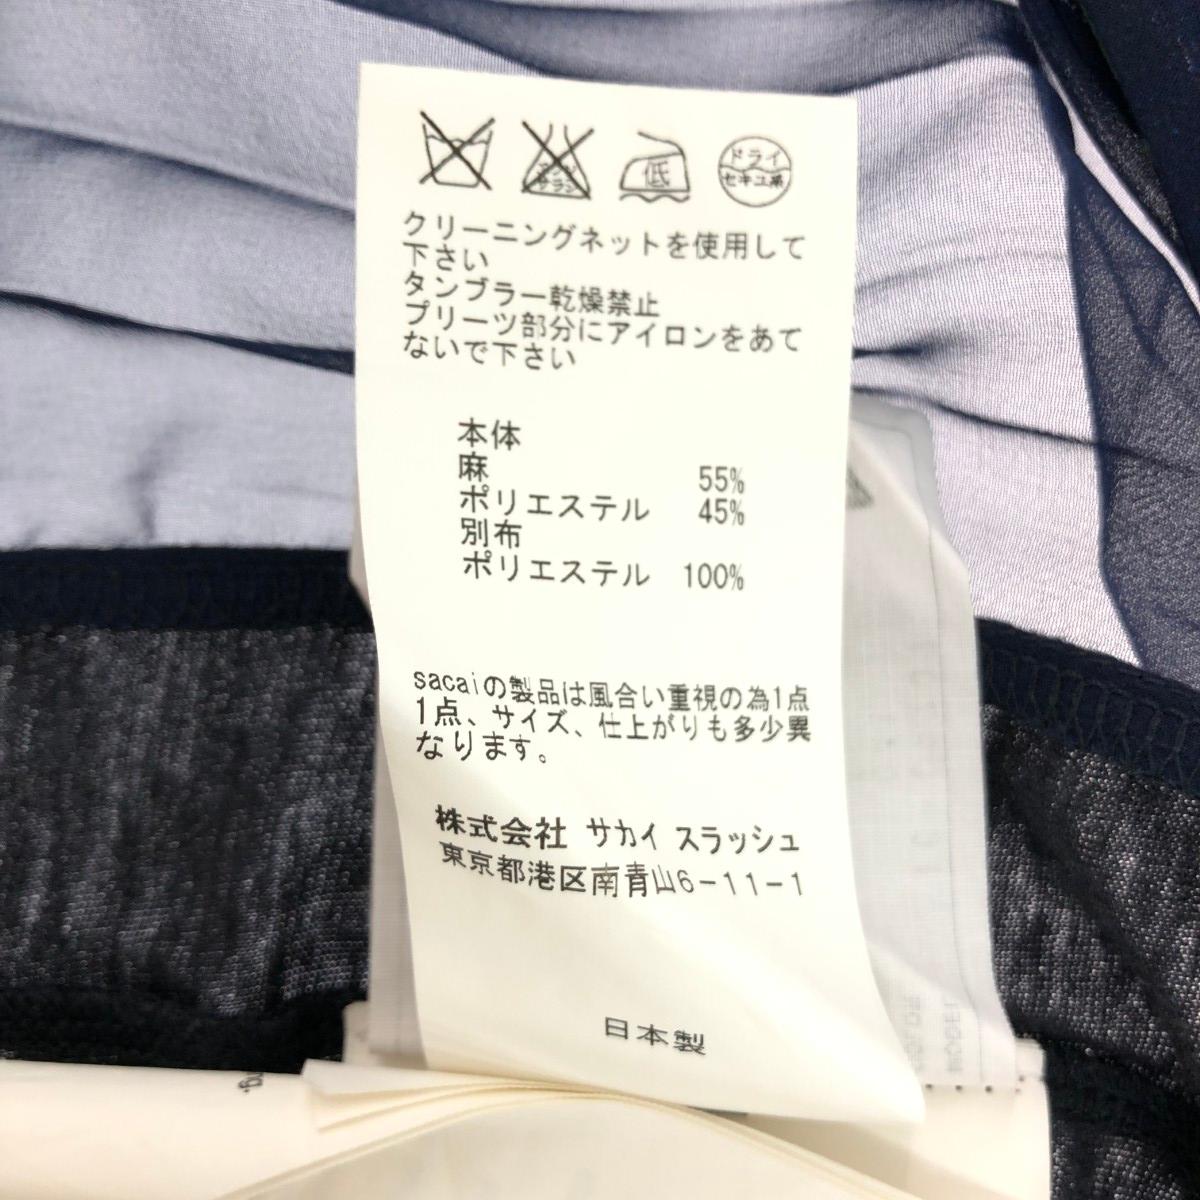 低
ドライ
セキユ系
クリーニングネットを使用して
下さい
タンブラー乾燥禁止
プリーツ部分にアイロンをあて
ないで下さい
本体
麻 55%
ポリエステル 45%
別布
ポリエステル 100%
sacaiの製品は風合い重視の為1点
1点、サイズ、仕上がりも多少異
なります。
株式会社 サカイ スラッシュ
東京都港区南青山6-11-1
日本製